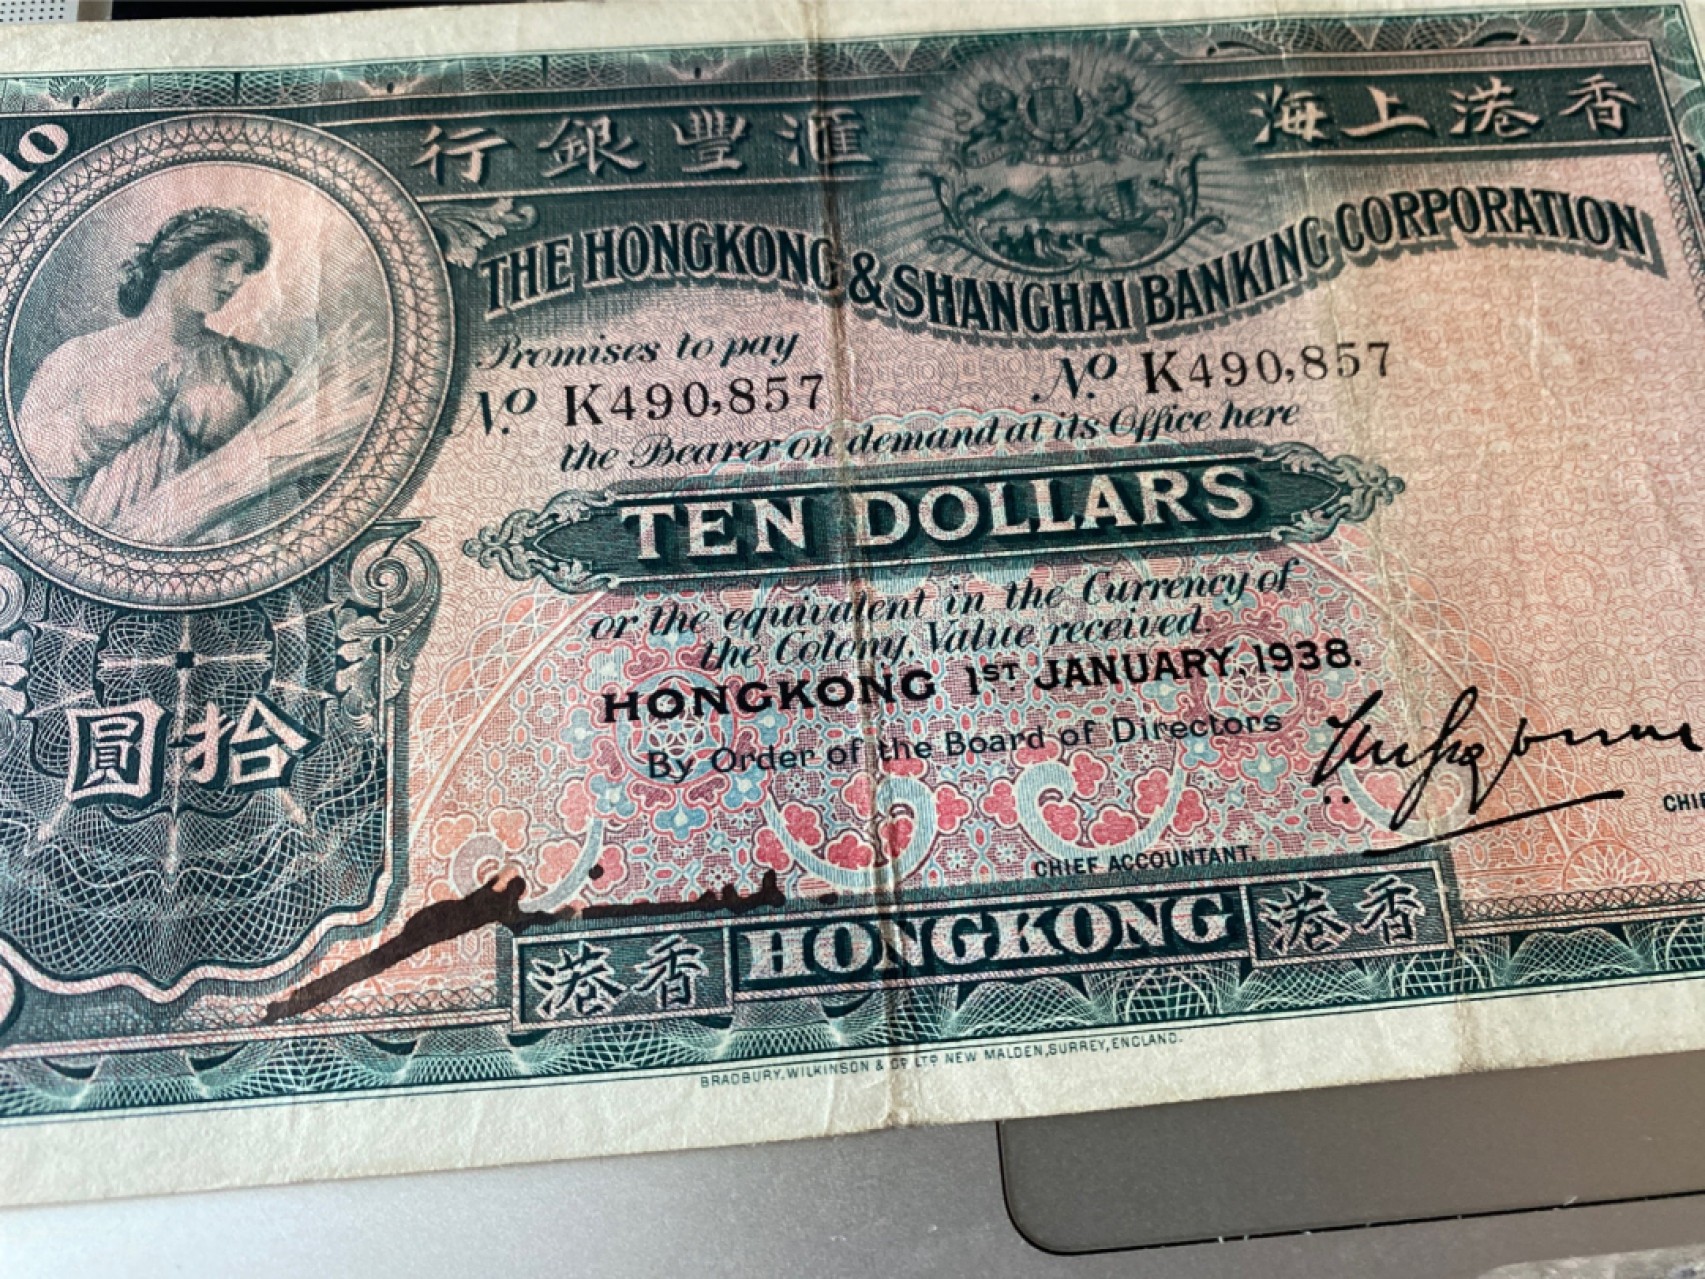 10
行銀豐滙 海上港香
THE HONGKONG & SHANGHAI BANKING CORPORATION
Promises to pay
No. K490,857 No. K490,857
the Bearer on demand at its Office here
TEN DOLLARS
or the equivalent in the Currency of
the Colony, Value received.
HONGKONG 1ST JANUARY, 1938.
By Order of the Board of Directors
圓拾
CHIEF ACCOUNTANT.
港香 HONGKONG 港香
BRADBURY, WILKINSON & Co LTD NEW MALDEN, SURREY, ENGLAND.